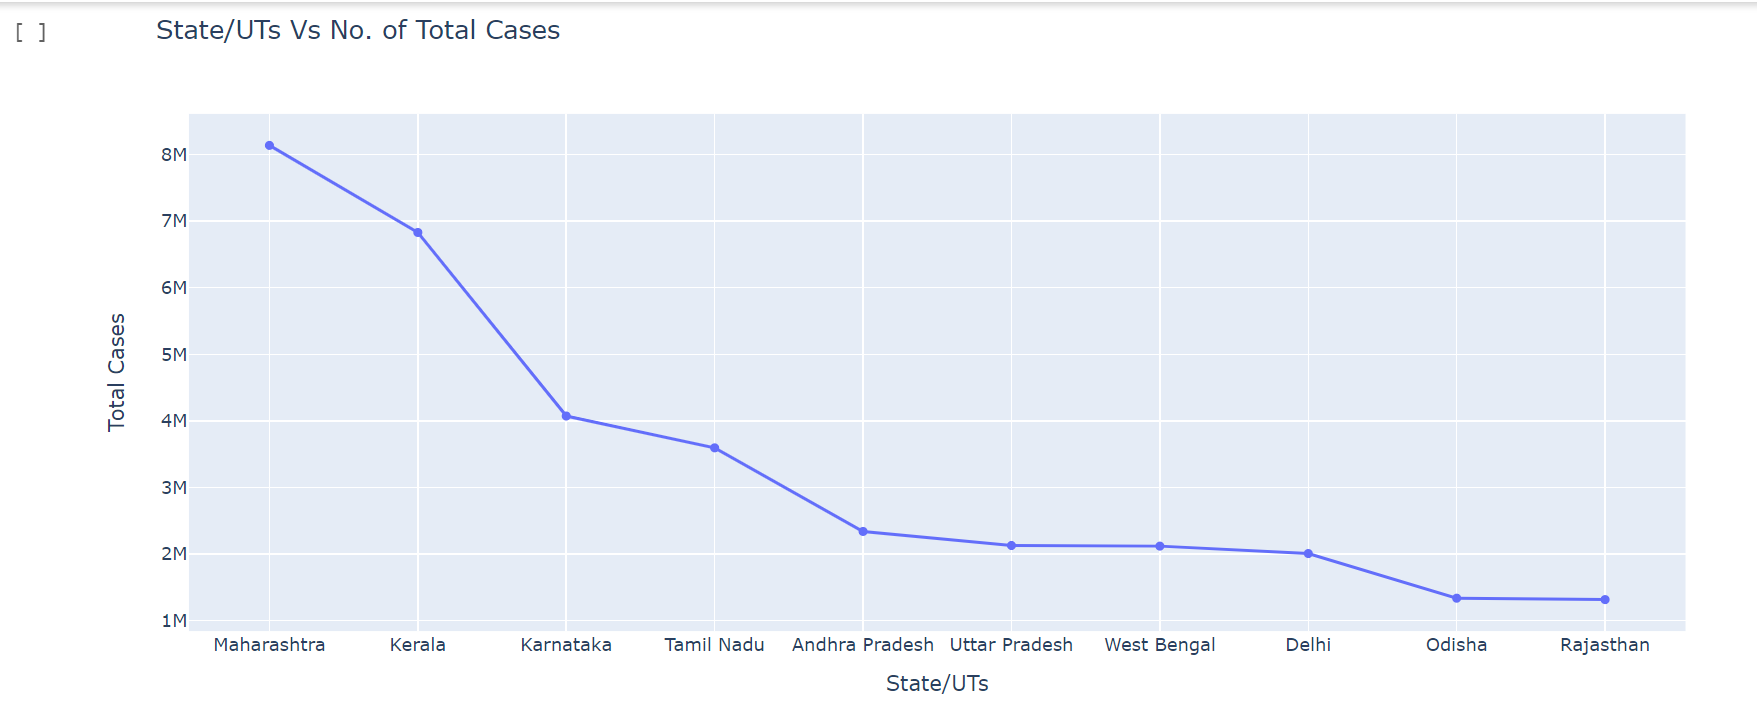 [ ]
State/UTs Vs No. of Total Cases
8M
7M
6M
5M
4M
3M
2M
1M
Total Cases
Maharashtra Kerala Karnataka Tamil Nadu Andhra Pradesh Uttar Pradesh West Bengal Delhi Odisha Rajasthan
State/UTs